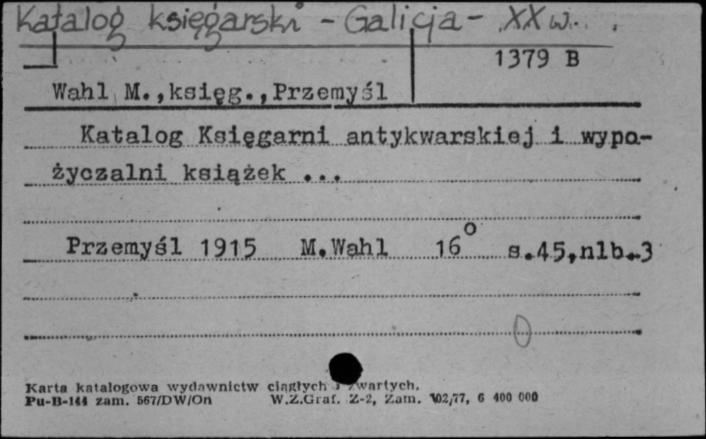 Katalog księgarski - Galicja - XX w.
1379 B
Wahl M., księg., Przemyśl
Katalog Księgarni antykwarskiej i wypo-
życzalni książek ...
Przemyśl 1915 M.Wahl 16° s.45,nlb.3
Karta katalogowa wydawnictw ciągłych i zwartych.
Pu-B-144 zam. 567/DW/On W.Z.Graf. Z-2, Zam. 102/77, 6 400 000